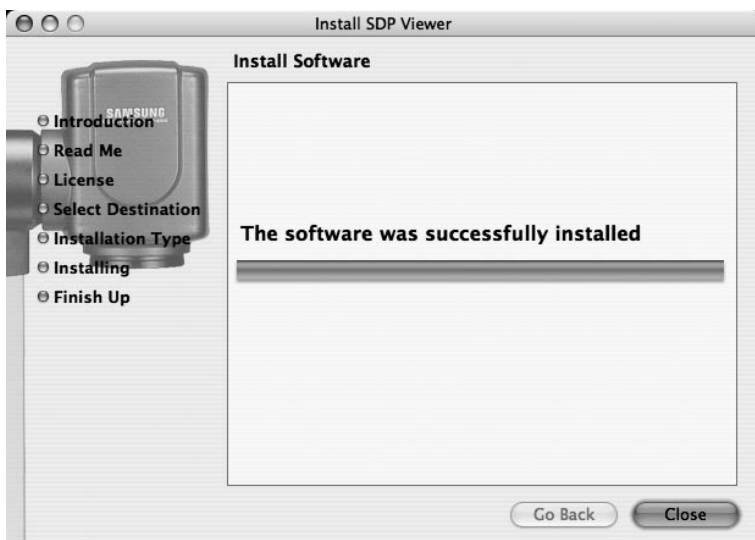 Install SDP Viewer
Install Software
SAMSUNG
Introduction
Read Me
License
Select Destination
Installation Type
Installing
Finish Up
The software was successfully installed
Go Back
Close